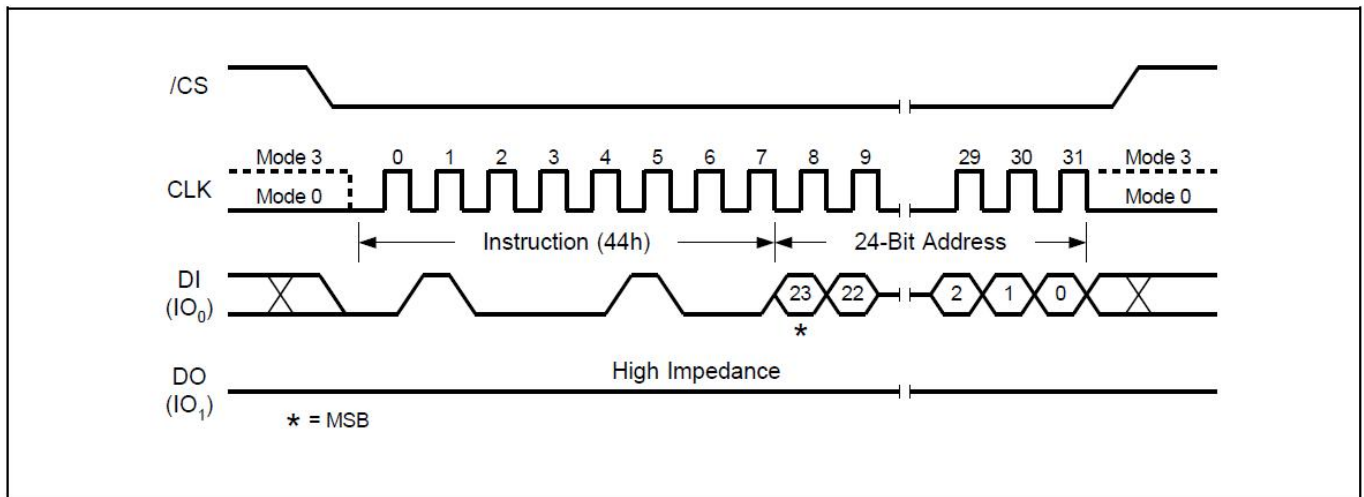 /CS
Mode 3 0 1 2 3 4 5 6 7 8 9 29 30 31 Mode 3
CLK
Mode 0 Mode 0
Instruction (44h) 24-Bit Address
DI
(IO₀)
23 22 2 1 0
*
High Impedance
DO
(IO₁)
* = MSB